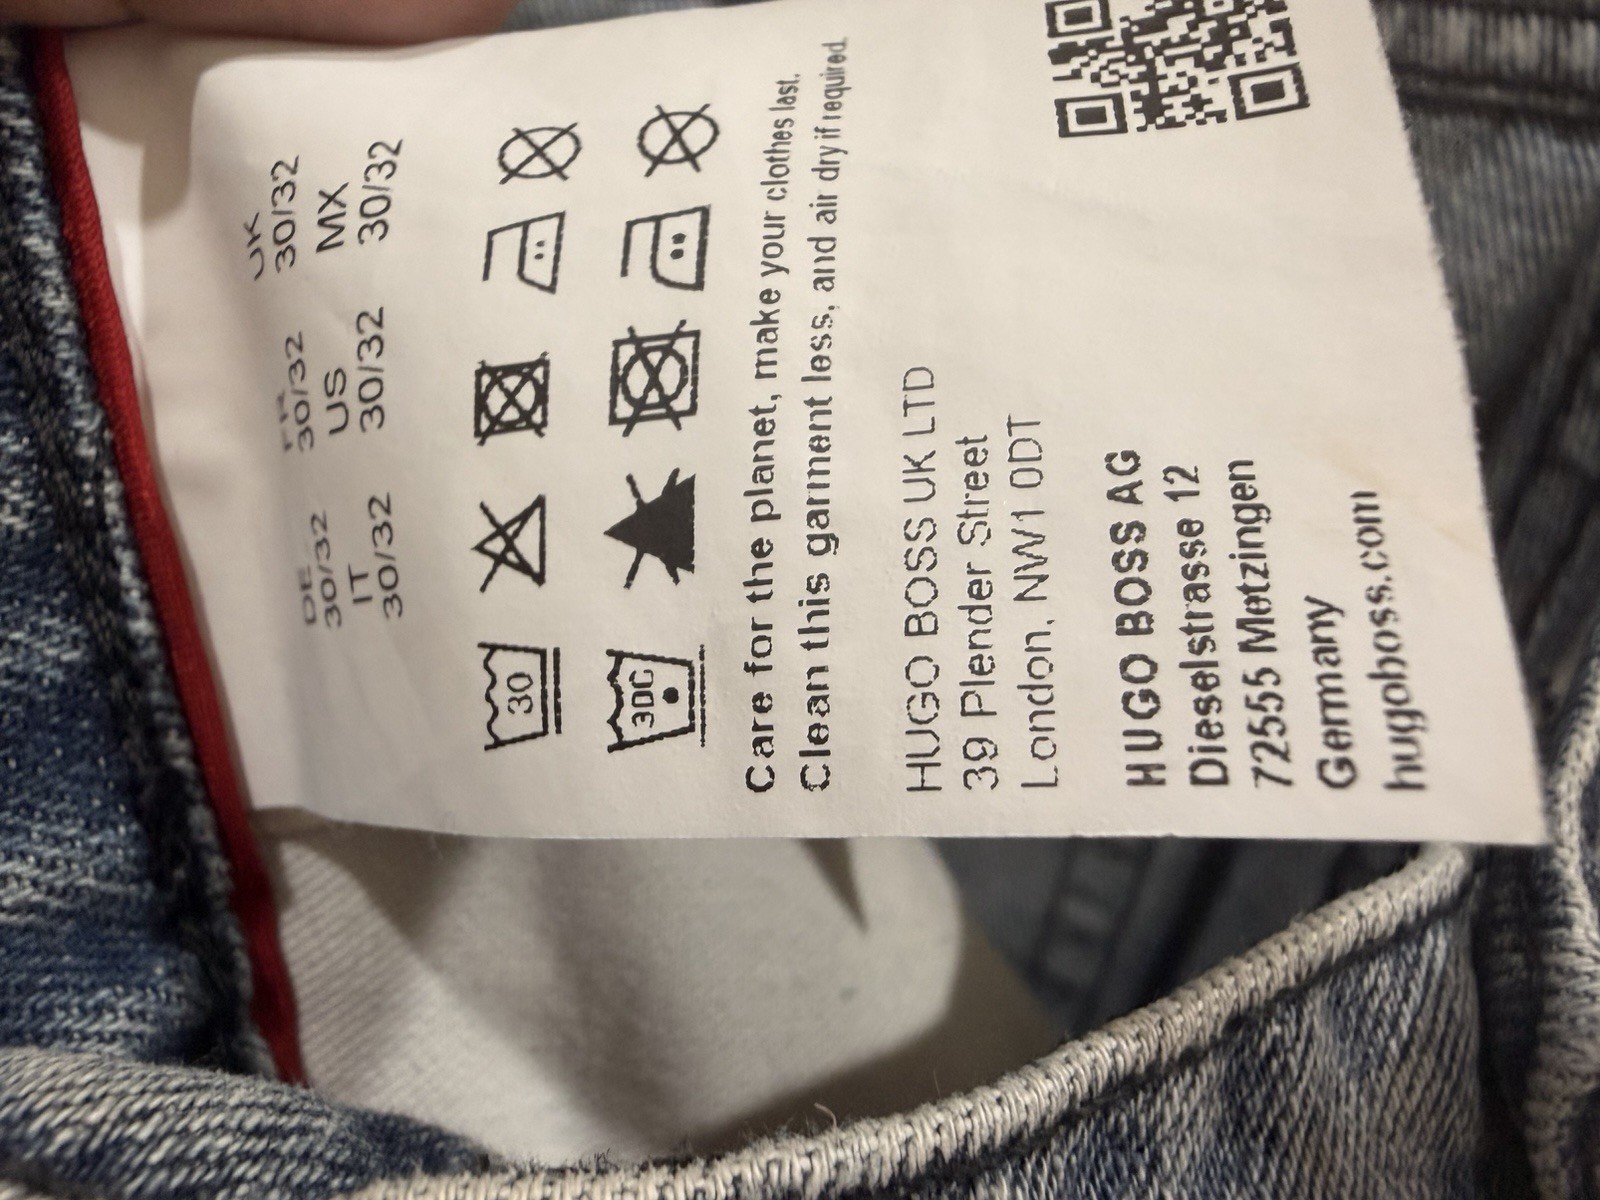 DE FR UK
30/32 30/32 30/32
IT US MX
30/32 30/32 30/32
30
30C
Care for the planet, make your clothes last.
Clean this garment less, and air dry if required.
HUGO BOSS UK LTD
39 Plender Street
London, NW1 0DT
HUGO BOSS AG
Dieselstrasse 12
72555 Metzingen
Germany
hugoboss.com